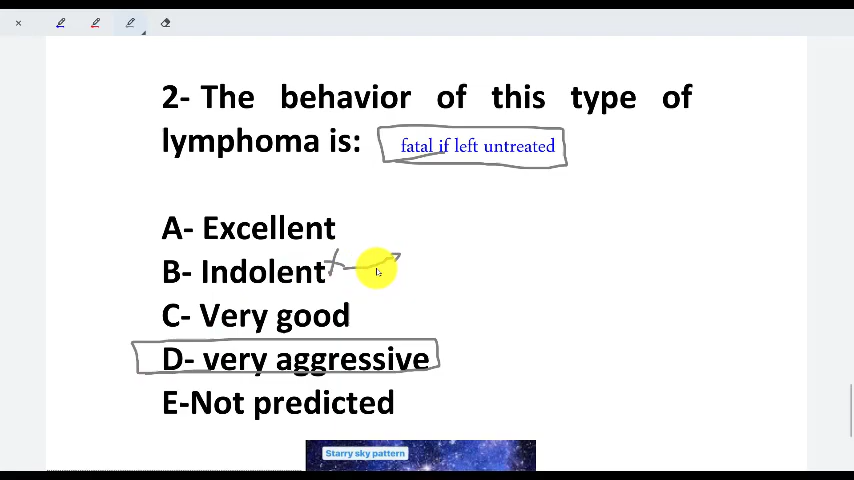 2- The behavior of this type of
lymphoma is: fatal if left untreated
A- Excellent
B- Indolent
C- Very good
D- very aggressive
E-Not predicted
Starry sky pattern